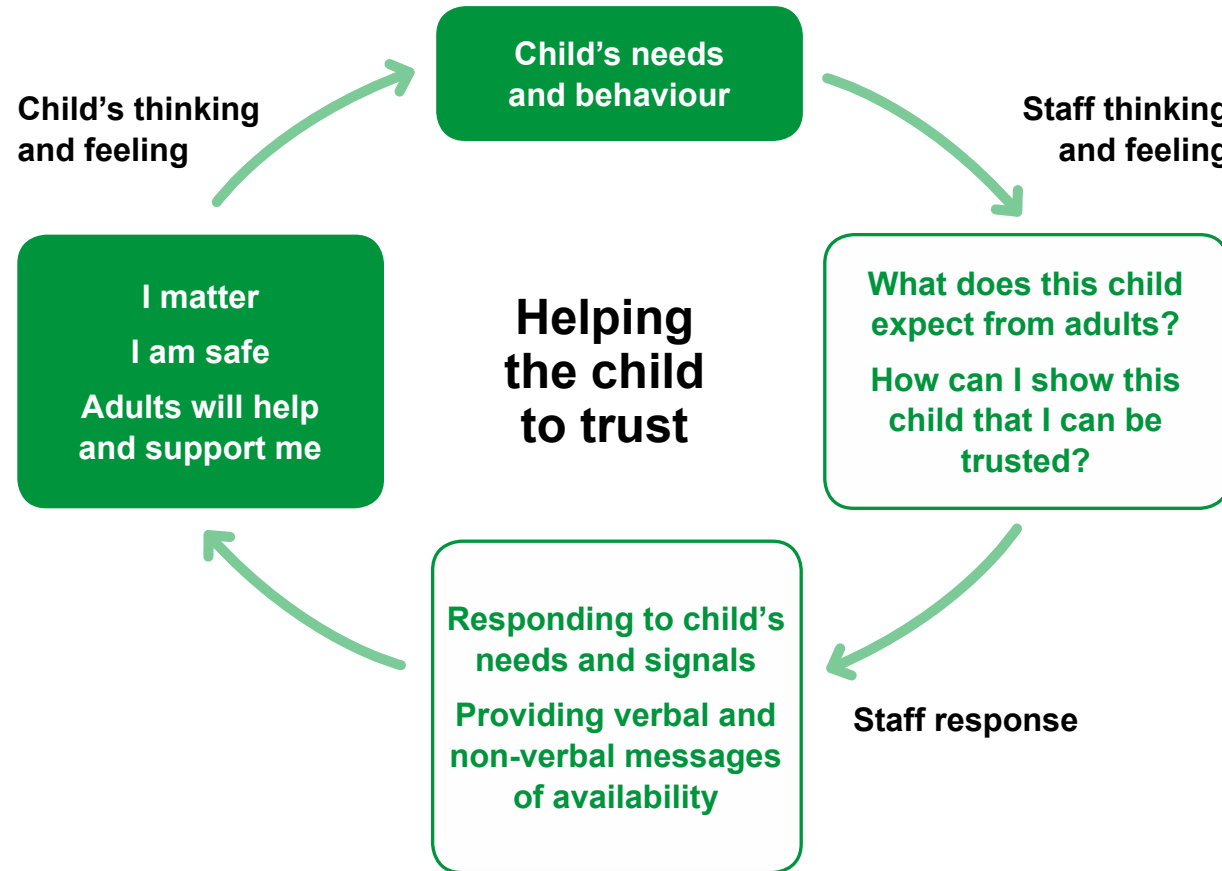 Child’s needs
and behaviour
Child’s thinking
and feeling
Staff thinking
and feeling
I matter
I am safe
Adults will help
and support me
Helping
the child
to trust
What does this child
expect from adults?
How can I show this
child that I can be
trusted?
Responding to child’s
needs and signals
Providing verbal and
non-verbal messages
of availability
Staff response